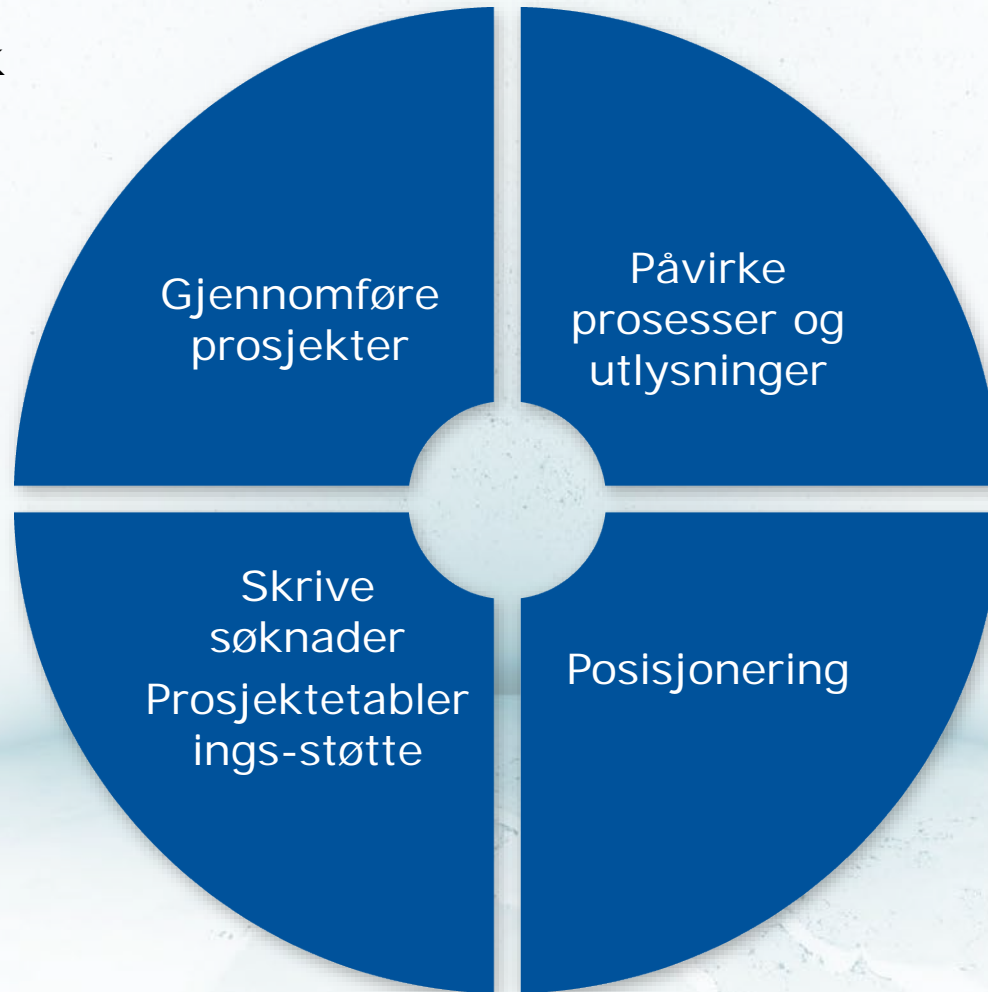 Gjennomføre
prosjekter
Påvirke
prosesser og
utlysninger
Skrive
søknader
Prosjektetabler
ings-støtte
Posisjonering